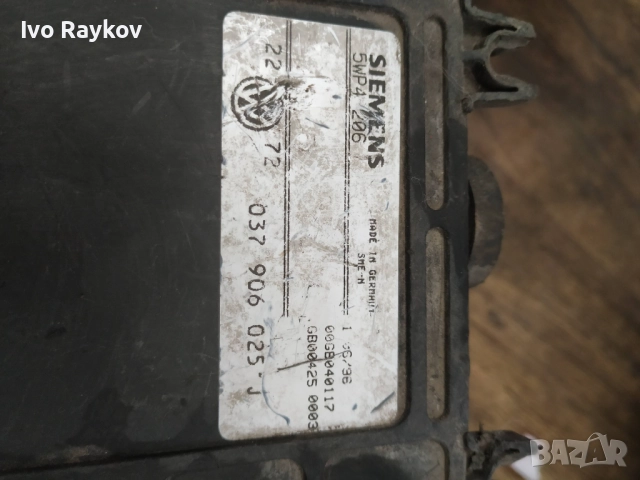 Ivo Raykov
SIEMENS
5WP4 206
22
72
MADE IN GERMANY
SME-M
037 906 025-J
00GB040117
GB00425 0003
BAZAR